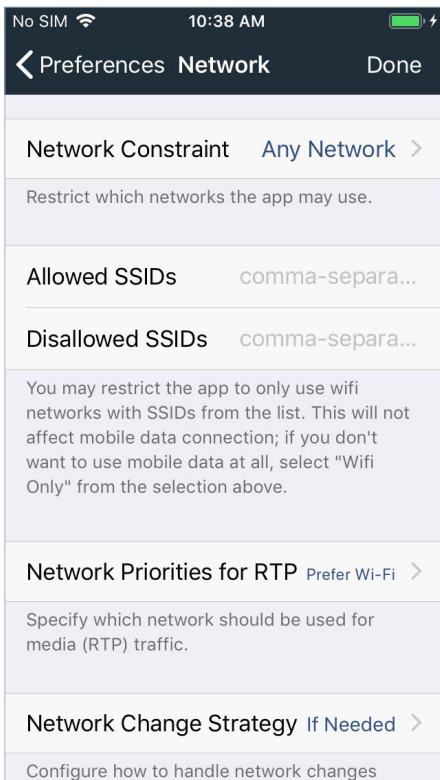 No SIM 10:38 AM
Preferences Network Done
Network Constraint Any Network
Restrict which networks the app may use.
Allowed SSIDs comma-separa...
Disallowed SSIDs comma-separa...
You may restrict the app to only use wifi
networks with SSIDs from the list. This will not
affect mobile data connection; if you don't
want to use mobile data at all, select "Wifi
Only" from the selection above.
Network Priorities for RTP Prefer Wi-Fi
Specify which network should be used for
media (RTP) traffic.
Network Change Strategy If Needed
Configure how to handle network changes